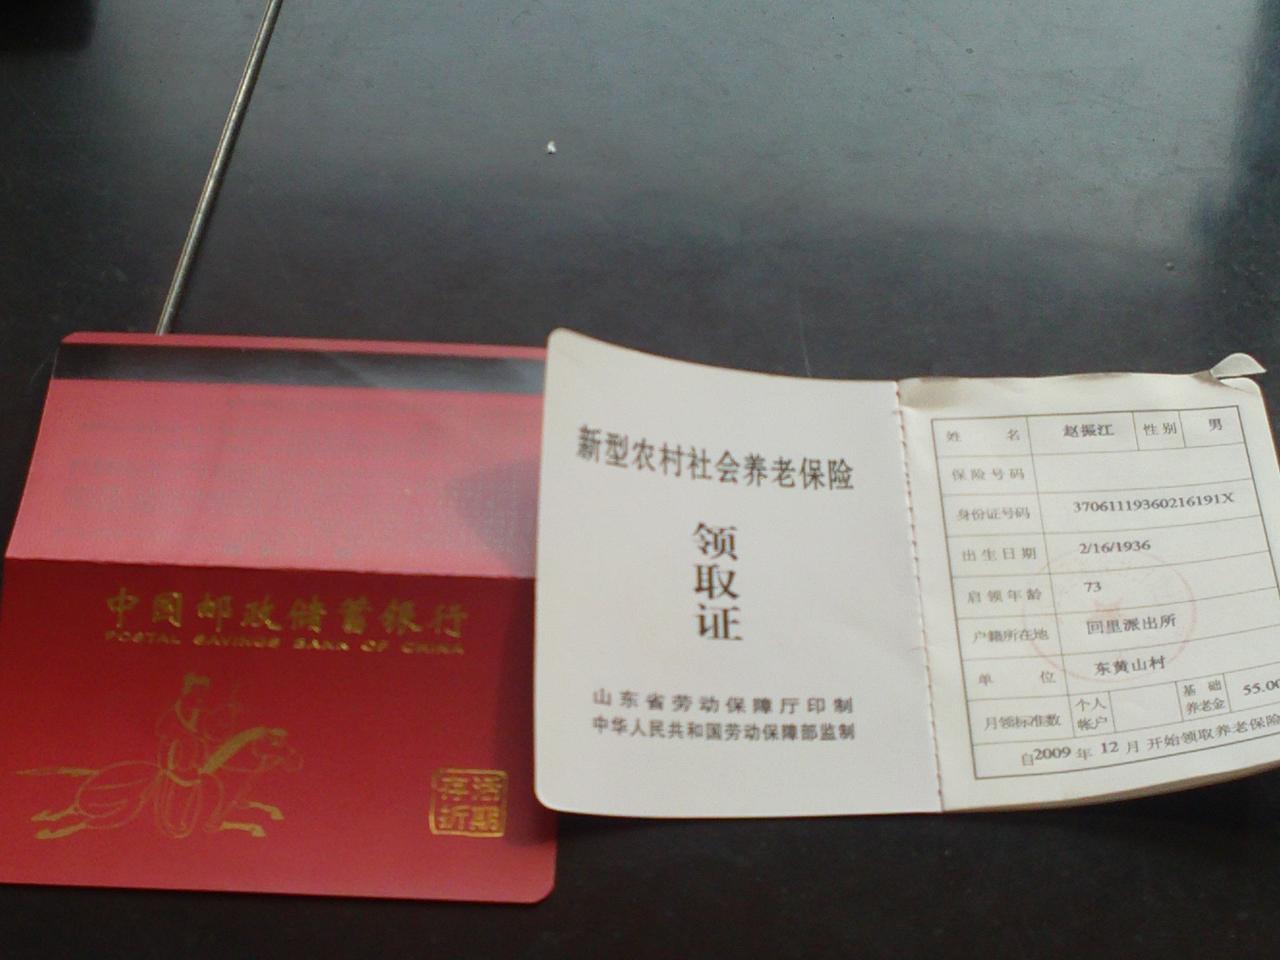 中国邮政储蓄银行
POSTAL SAVINGS BANK OF CHINA
存活
折期
新型农村社会养老保险
领
取
证
山东省劳动保障厅印制
中华人民共和国劳动保障部监制
姓 名 赵振江 性别 男
保险号码
身份证号码 37061119360216191X
出生日期 2/16/1936
启领年龄 73
户籍所在地 回里派出所
单 位 东黄山村
月领标准数 个人帐户 基础养老金 55.00
自2009年12月开始领取养老保险